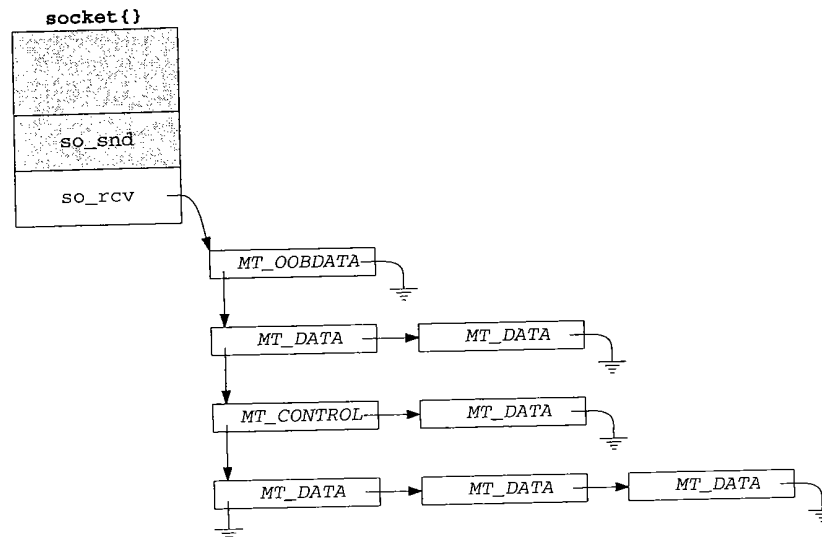 socket{}
so_snd
so_rcv
MT_OOBDATA
MT_DATA MT_DATA
MT_CONTROL MT_DATA
MT_DATA MT_DATA MT_DATA